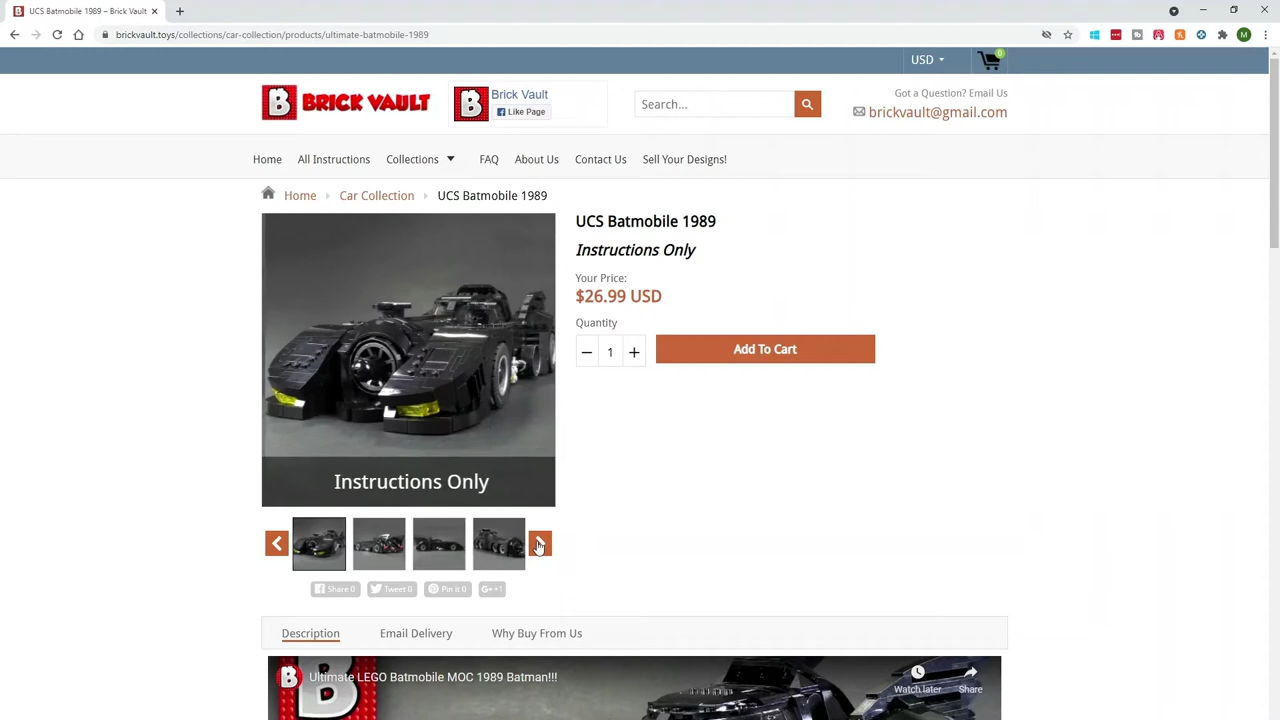 UCS Batmobile 1989 – Brick Vault
brickvault.toys/collections/car-collection/products/ultimate-batmobile-1989
M
USD
0
B BRICK VAULT
B
Brick Vault
Like Page
Search...
Got a Question? Email Us
brickvault@gmail.com
Home
All Instructions
Collections
FAQ
About Us
Contact Us
Sell Your Designs!
Home
Car Collection
UCS Batmobile 1989
UCS Batmobile 1989
Instructions Only
Your Price:
$26.99 USD
Quantity
1
Add To Cart
Instructions Only
Share 0
Tweet 0
Pin it 0
G+ +1
Description
Email Delivery
Why Buy From Us
B
Ultimate LEGO Batmobile MOC 1989 Batman!!!
Watch later
Share
B